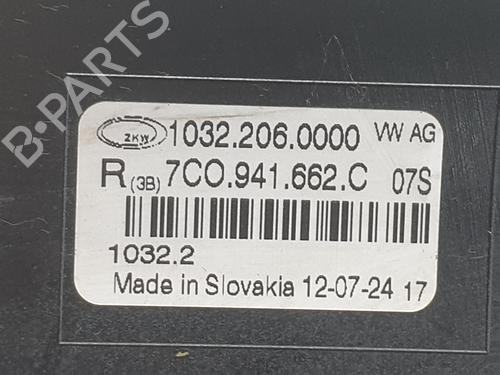 ZKW 1032.206.0000 VW AG
R (3B) 7C0.941.662.C 07S
1032.2
Made in Slovakia 12-07-24 17
B-PARTS